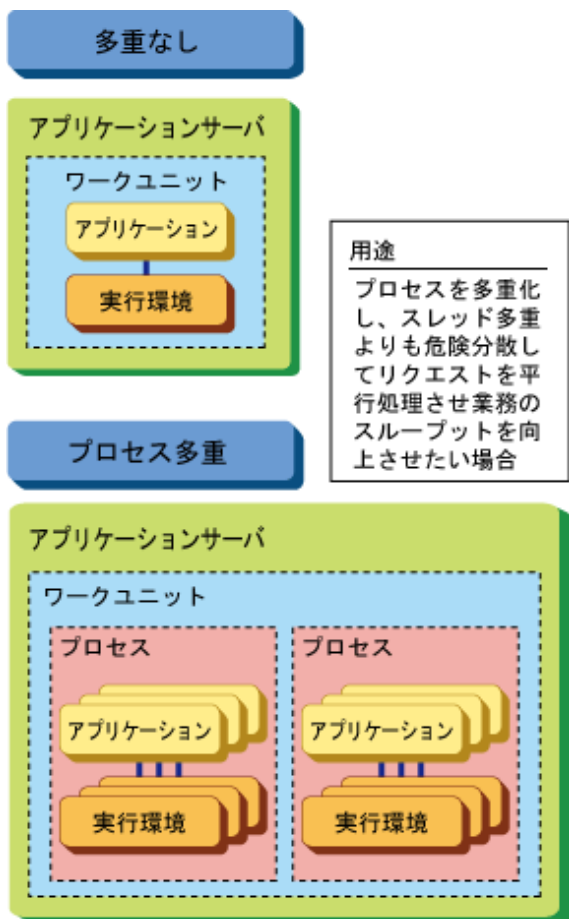 多重なし
アプリケーションサーバ
ワークユニット
アプリケーション
実行環境
用途
プロセスを多重化
し、スレッド多重
よりも危険分散し
てリクエストを平
行処理させ業務の
スループットを向
上させたい場合
プロセス多重
アプリケーションサーバ
ワークユニット
プロセス
アプリケーション
実行環境
プロセス
アプリケーション
実行環境